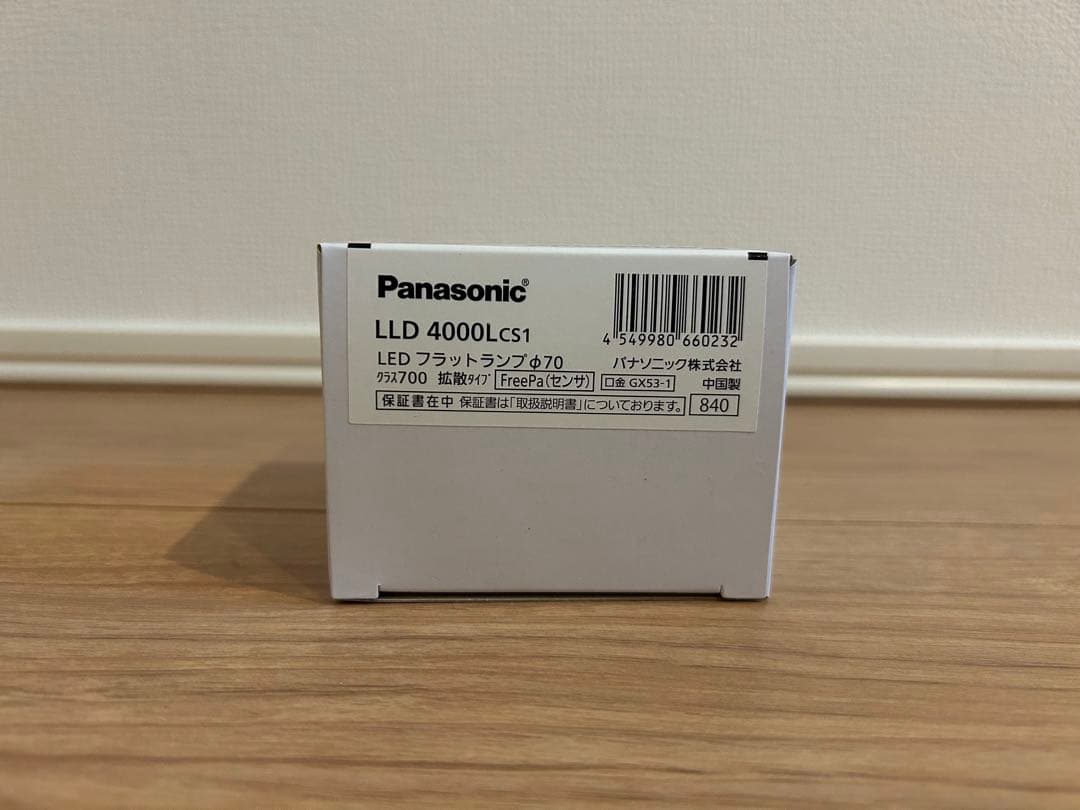 Panasonic®
LLD 4000LCS1
LED フラットランプφ70
クラス700 拡散タイプ FreePa(センサ) 口金 GX53-1
保証書在中 保証書は「取扱説明書」についております。 840
4 549980 660232
パナソニック株式会社
中国製